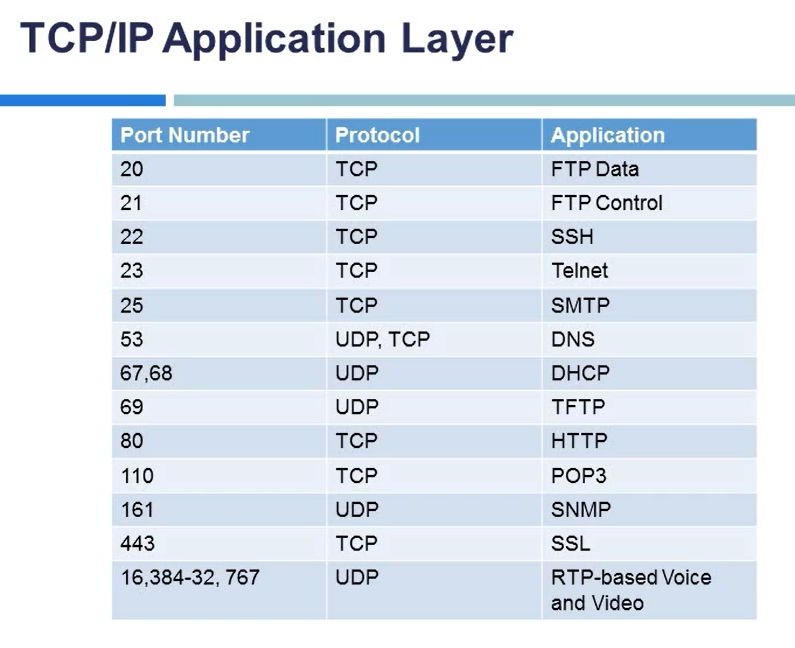 TCP/IP Application Layer
Port Number Protocol Application
20 TCP FTP Data
21 TCP FTP Control
22 TCP SSH
23 TCP Telnet
25 TCP SMTP
53 UDP, TCP DNS
67,68 UDP DHCP
69 UDP TFTP
80 TCP HTTP
110 TCP POP3
161 UDP SNMP
443 TCP SSL
16,384-32, 767 UDP RTP-based Voice
and Video